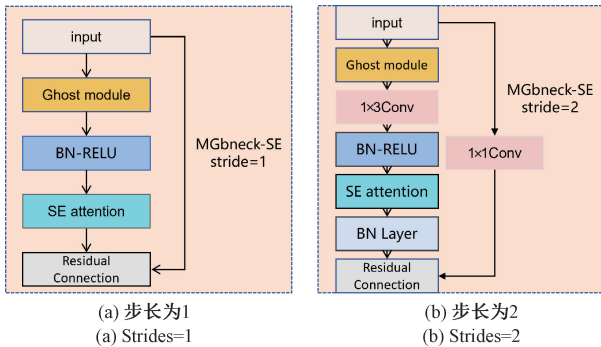 input
Ghost module
BN-RELU
SE attention
Residual
Connection
MGbneck-SE
stride=1
(a) 步长为1
(a) Strides=1
input
Ghost module
1×3Conv
BN-RELU
SE attention
BN Layer
Residual
Connection
MGbneck-SE
stride=2
1×1Conv
(b) 步长为2
(b) Strides=2